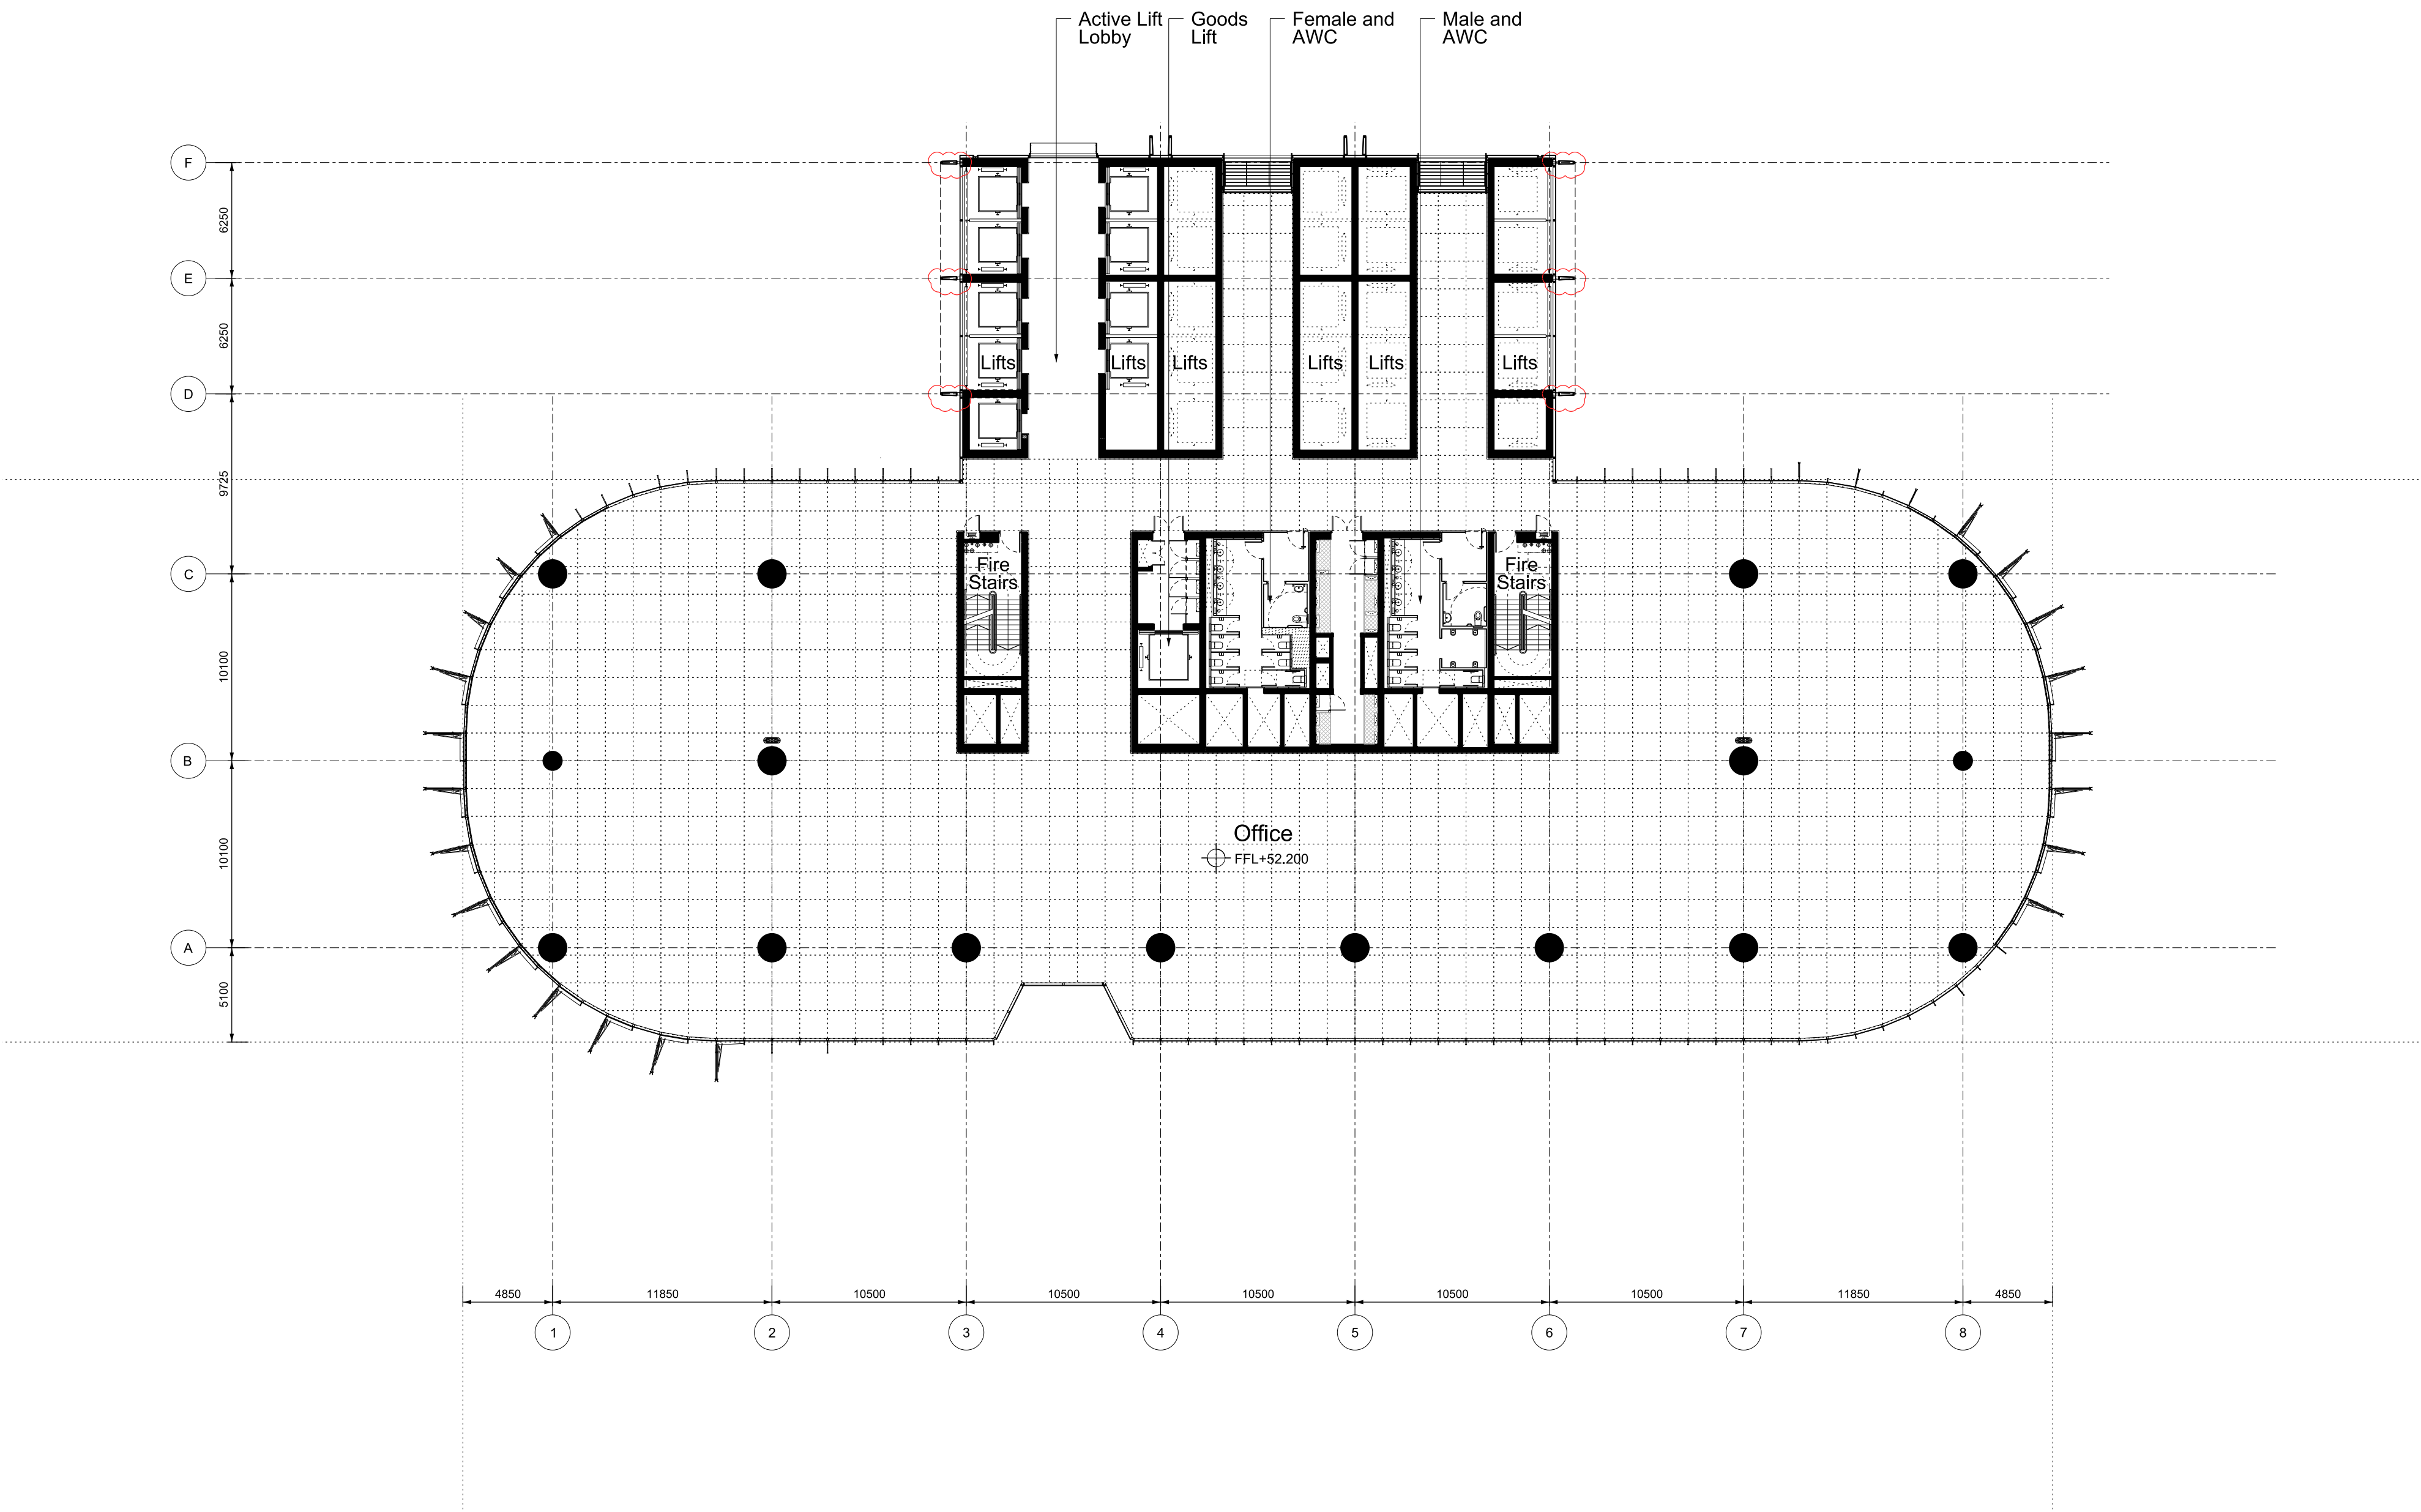 Active Lift
Lobby
Goods
Lift
Female and
AWC
Male and
AWC
F
6250
E
6250
Lifts
Lifts
Lifts
Lifts
Lifts
Lifts
D
9725
C
Fire
Stairs
Fire
Stairs
10100
B
10100
Office
FFL+52.200
A
5100
4850
11850
10500
10500
10500
10500
10500
11850
4850
1
2
3
4
5
6
7
8